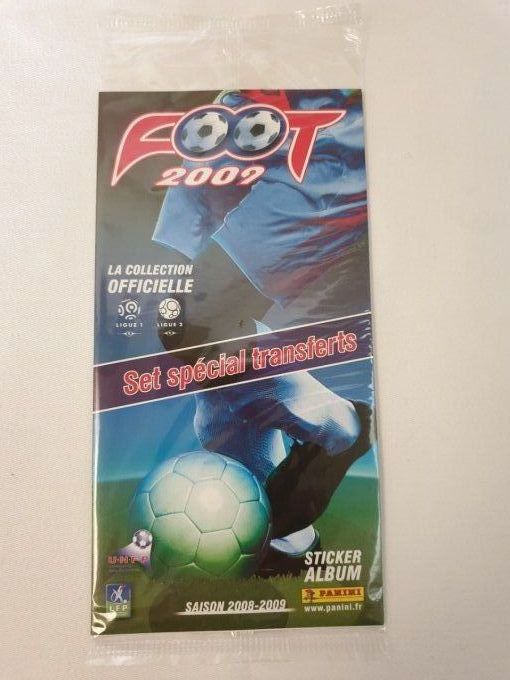 FOOT
2009
LA COLLECTION
OFFICIELLE
LIGUE 1
LIGUE 2
Set spécial transferts
UNFP
LFP
STICKER
ALBUM
PANINI
SAISON 2008-2009
www.panini.fr